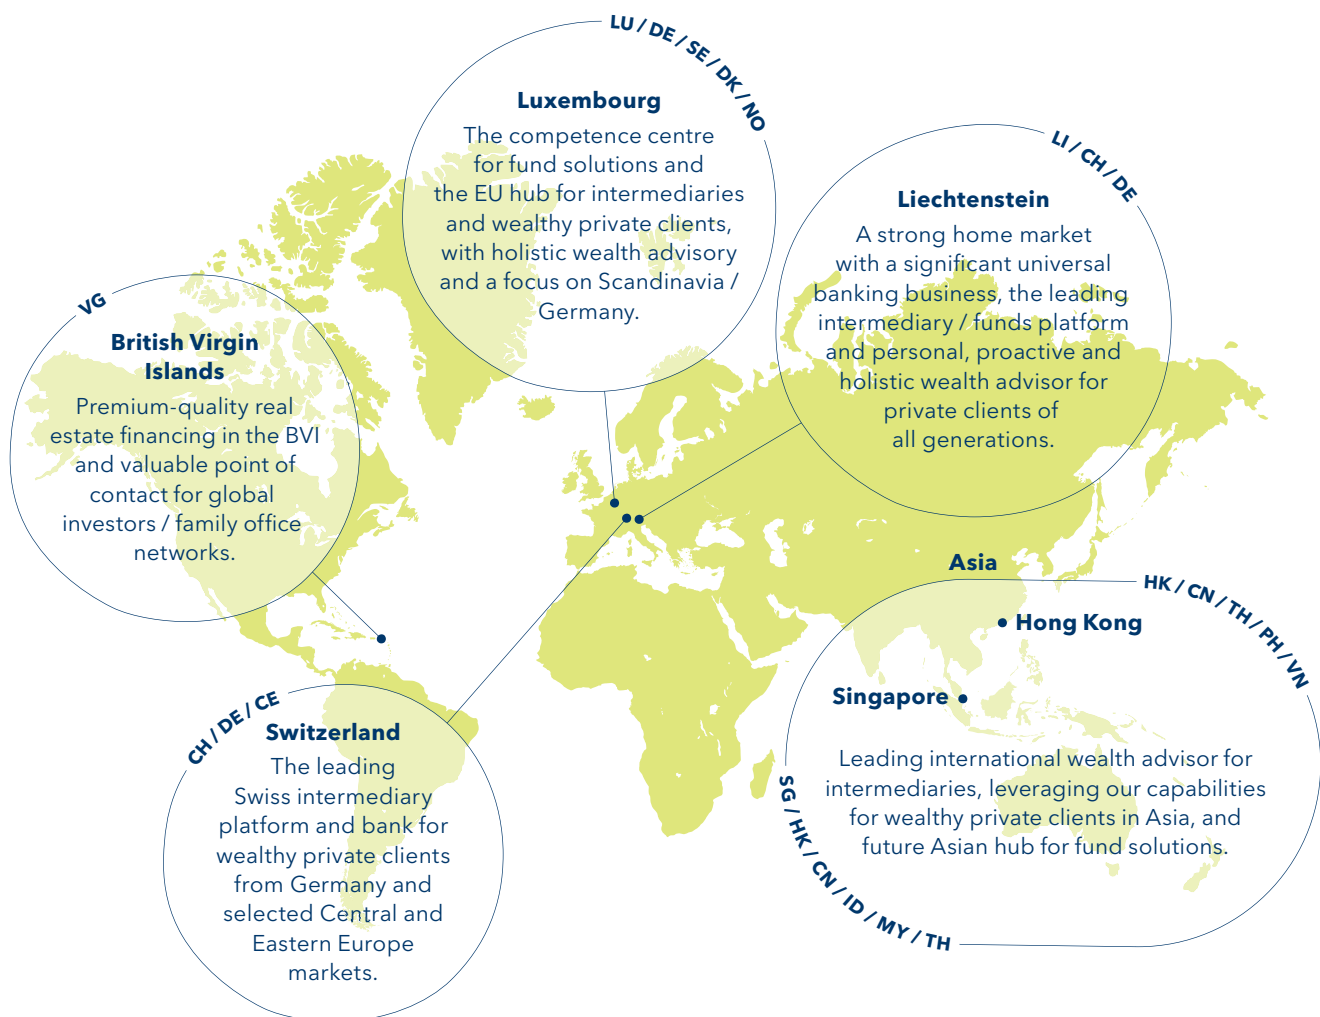 LU / DE / SE / DK / NO
Luxembourg
The competence centre
for fund solutions and
the EU hub for intermediaries
and wealthy private clients,
with holistic wealth advisory
and a focus on Scandinavia /
Germany.
LI / CH / DE
Liechtenstein
A strong home market
with a significant universal
banking business, the leading
intermediary / funds platform
and personal, proactive and
holistic wealth advisor for
private clients of
all generations.
VG
British Virgin
Islands
Premium-quality real
estate financing in the BVI
and valuable point of
contact for global
investors / family office
networks.
Asia
HK / CN / TH / PH / VN
Hong Kong
Singapore
Leading international wealth advisor for
intermediaries, leveraging our capabilities
for wealthy private clients in Asia, and
future Asian hub for fund solutions.
SG / HK / CN / ID / MY / TH
CH / DE / CE
Switzerland
The leading
Swiss intermediary
platform and bank for
wealthy private clients
from Germany and
selected Central and
Eastern Europe
markets.